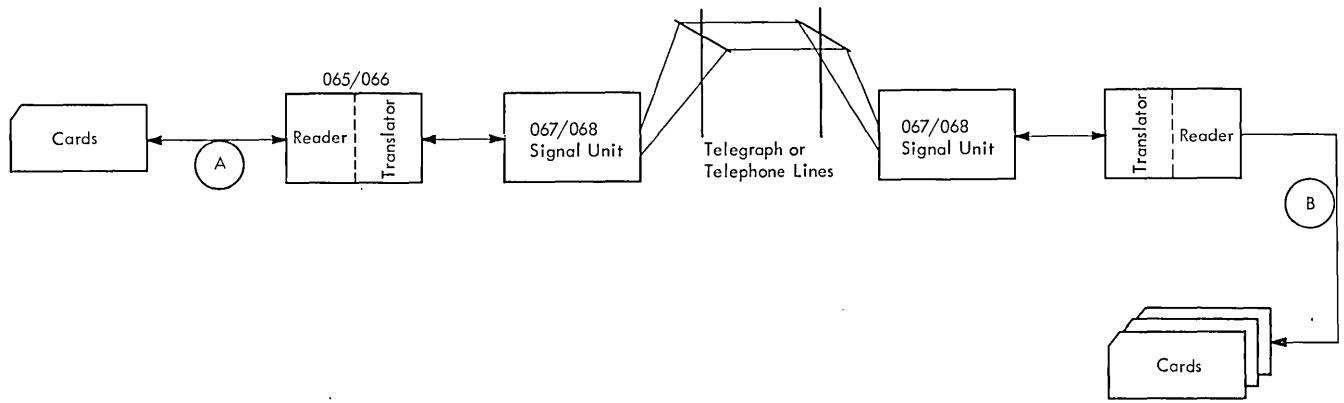 065/066
Cards
A
Reader
Translator
067/068
Signal Unit
Telegraph or
Telephone Lines
067/068
Signal Unit
Translator
Reader
B
Cards